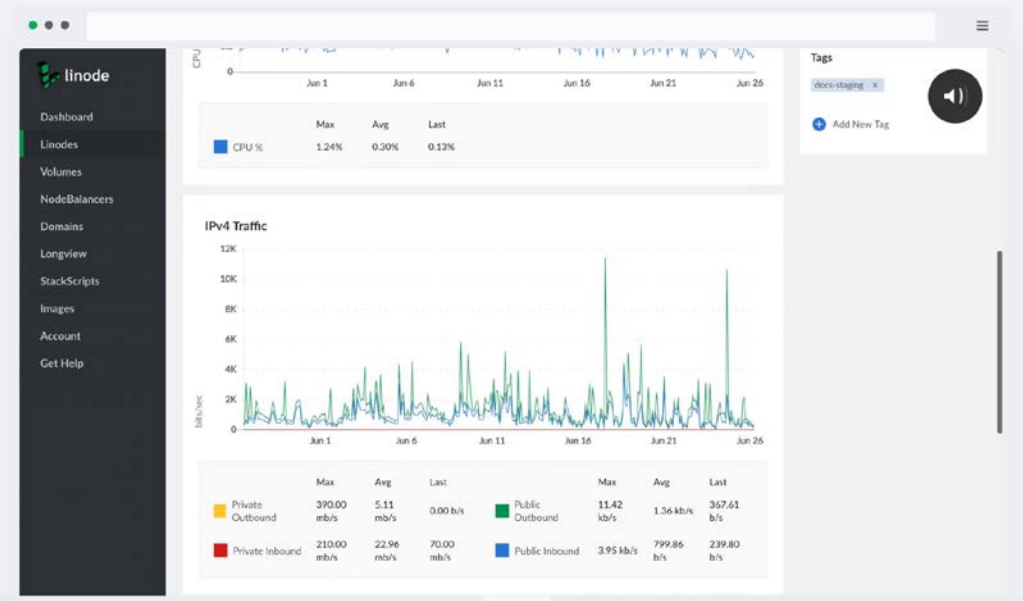 linode
Dashboard
Linodes
Volumes
NodeBalancers
Domains
Longview
StackScripts
Images
Account
Get Help
CPU
0
Jun 1 Jun 6 Jun 11 Jun 16 Jun 21 Jun 26
Max Avg Last
CPU % 1.24% 0.30% 0.13%
Tags
docs-staging ×
Add New Tag
IPv4 Traffic
12K
10K
8K
6K
4K
2K
0
bits/sec
Jun 1 Jun 6 Jun 11 Jun 16 Jun 21 Jun 26
Max Avg Last Max Avg Last
Private Outbound 390.00 mb/s 5.11 mb/s 0.00 b/s Public Outbound 11.42 kb/s 1.36 kb/s 367.61 b/s
Private Inbound 210.00 mb/s 22.96 mb/s 70.00 mb/s Public Inbound 3.95 kb/s 799.86 b/s 239.80 b/s